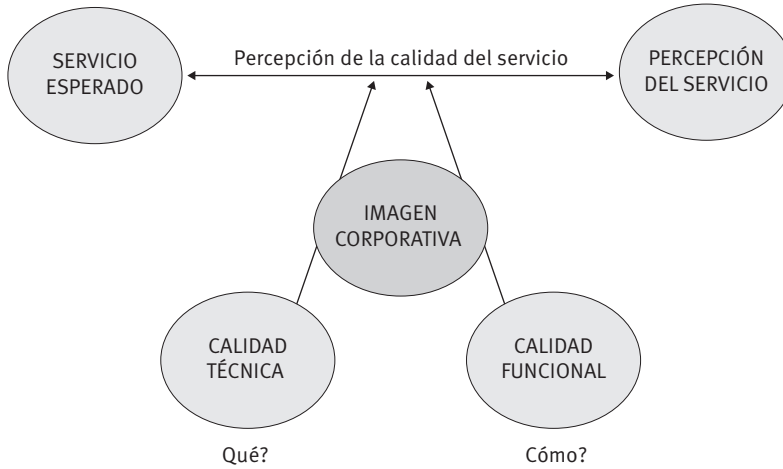 Percepción de la calidad del servicio
SERVICIO
ESPERADO
PERCEPCIÓN
DEL SERVICIO
IMAGEN
CORPORATIVA
CALIDAD
TÉCNICA
CALIDAD
FUNCIONAL
Qué?
Cómo?